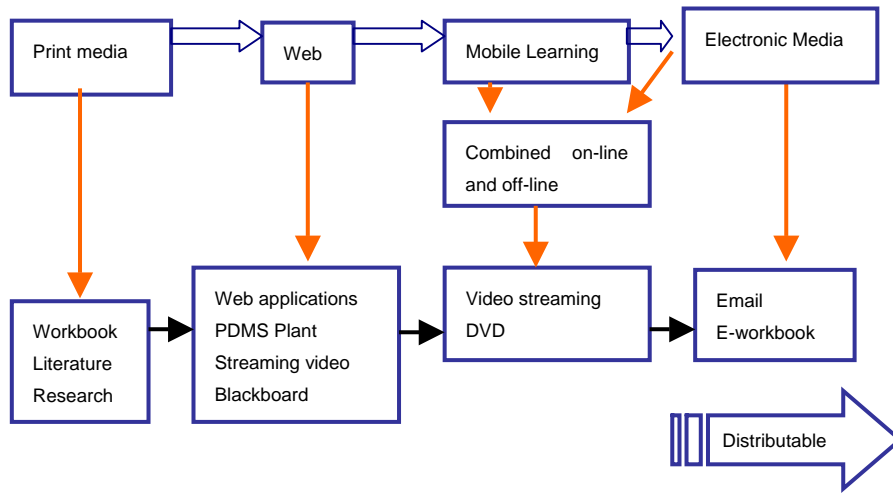 Print media
Web
Mobile Learning
Electronic Media
Combined on-line
and off-line
Workbook
Literature
Research
Web applications
PDMS Plant
Streaming video
Blackboard
Video streaming
DVD
Email
E-workbook
Distributable